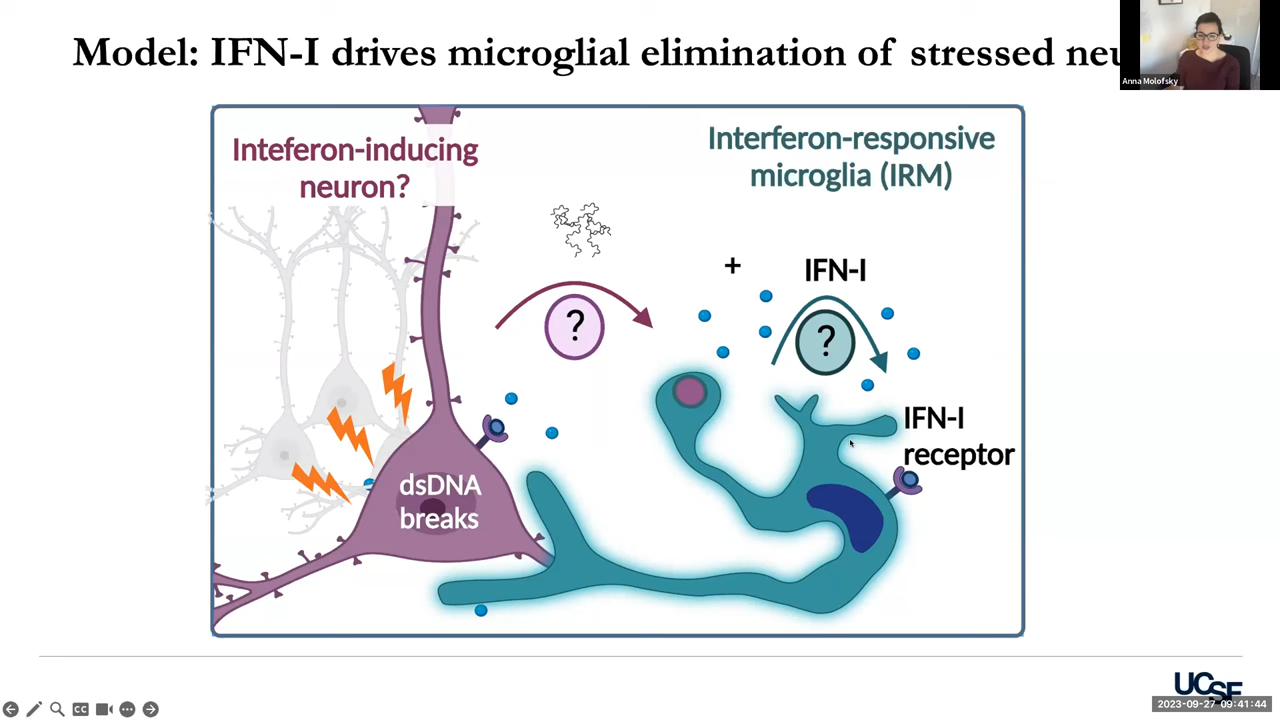 Model: IFN-I drives microglial elimination of stressed neu
Anna Molofsky
Inteferon-inducing
neuron?
Interferon-responsive
microglia (IRM)
+
IFN-I
?
?
IFN-I
receptor
dsDNA
breaks
UCSF
2023-09-27 09:41:44
CC